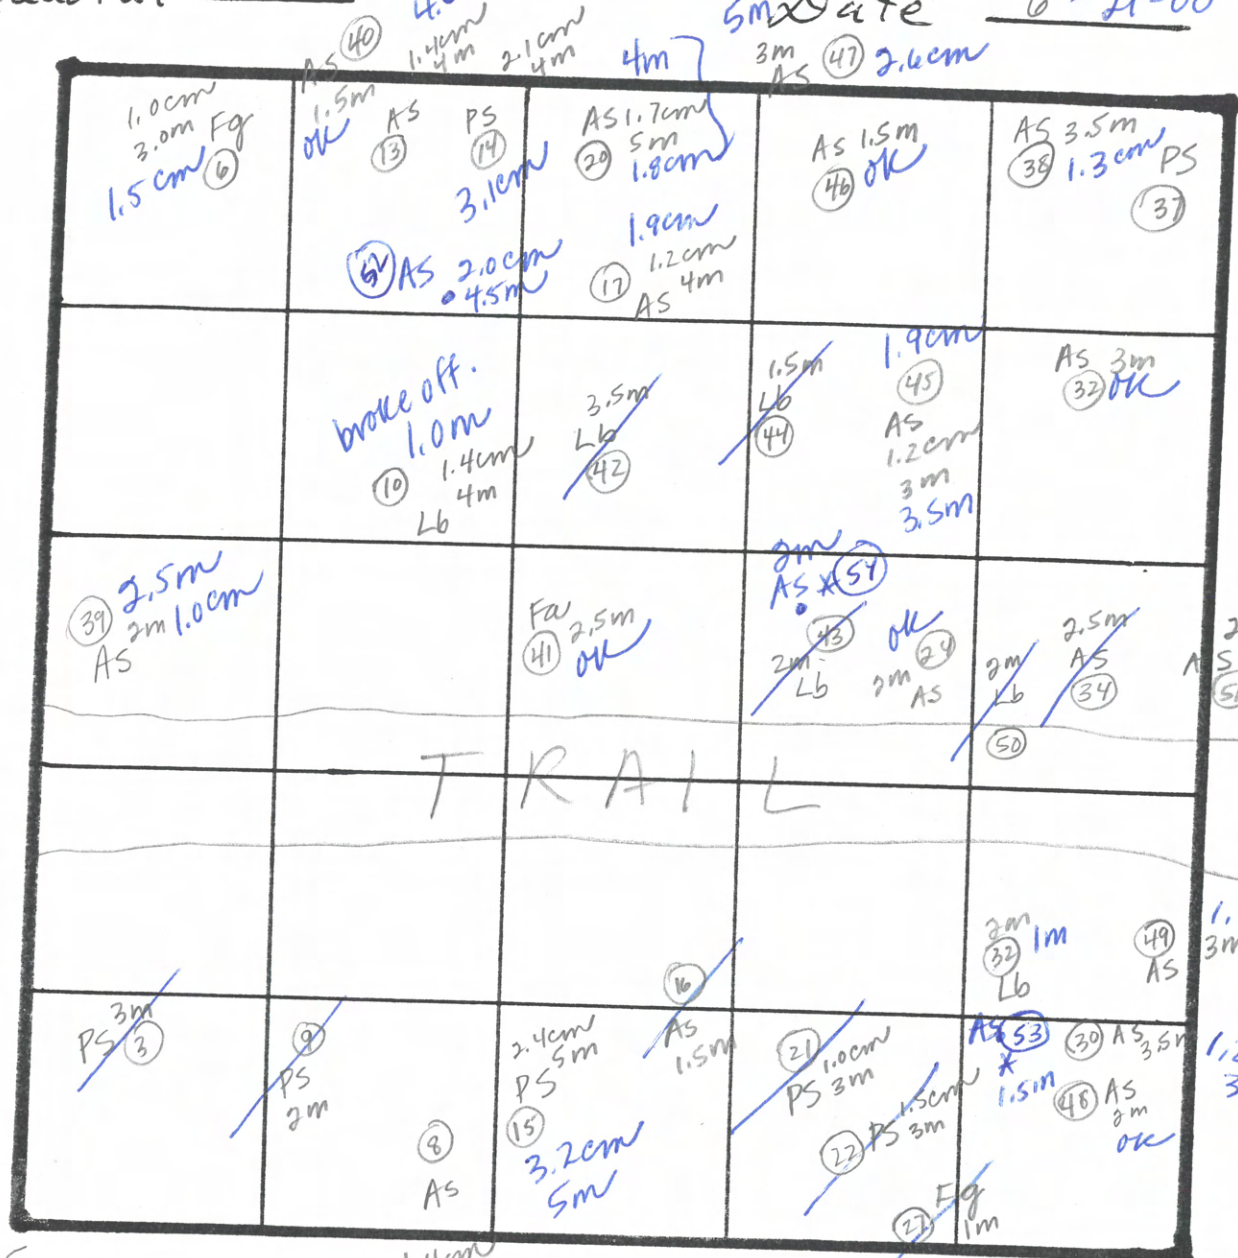 Date 6-21-00
5m
40
AS
1.5m
OK
1.4cm
4m
2.1cm
4m
4m
3m
AS
47
2.6cm
1.0cm
3.0m
Fg
6
1.5cm
AS
13
PS
14
3.1cm
52 AS 2.0cm
4.5m
AS 1.7cm
20 5m
1.8cm
1.9cm
1.2cm
17 4m
AS
AS 1.5m
46 OK
AS 3.5m
38 1.3cm
PS
37
broke off.
1.0m
10 1.4cm
4m
Lb
3.5m
Lb
42
1.5m
Lb
44
1.9cm
45
AS
1.2cm
3m
3.5m
AS 3m
32 OK
2.5m
39 2m 1.0cm
AS
Fa 2.5m
41 OK
2m
AS * 54
43
2m
Lb
OK
24
2m
AS
2m
Lb
50
2.5m
AS
34
AS
TRAIL
2m
32 1m
Lb
49
AS
3m
3m
PS 3
9
PS
2m
8
AS
2.4cm
5m
PS
15
3.2cm
5m
16
AS
1.5m
21 1.0cm
PS 3m
22 PS 1.5cm
3m
Fg
27 1m
AS 53
*
1.5m
30 AS 3.5m
48 AS
2m
OK